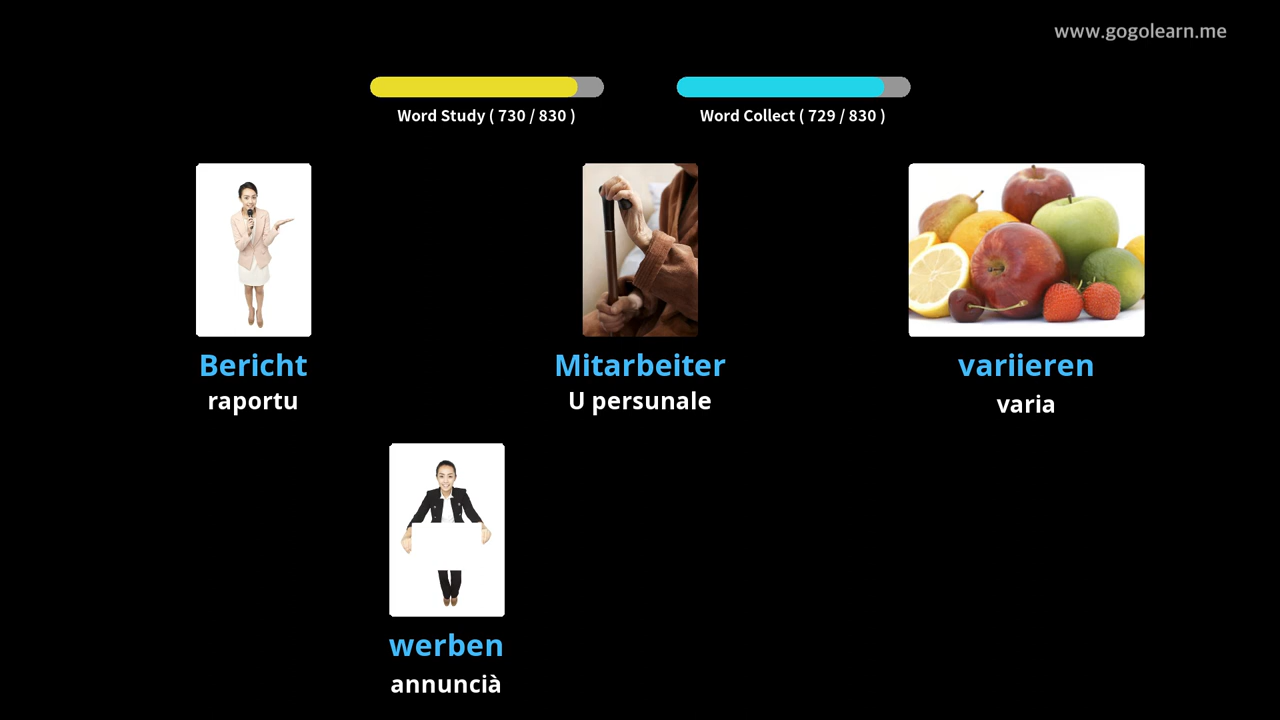 www.gogolearn.me
Word Study ( 730 / 830 )
Word Collect ( 729 / 830 )
Bericht
raportu
Mitarbeiter
U persunale
variieren
varia
werben
annuncià